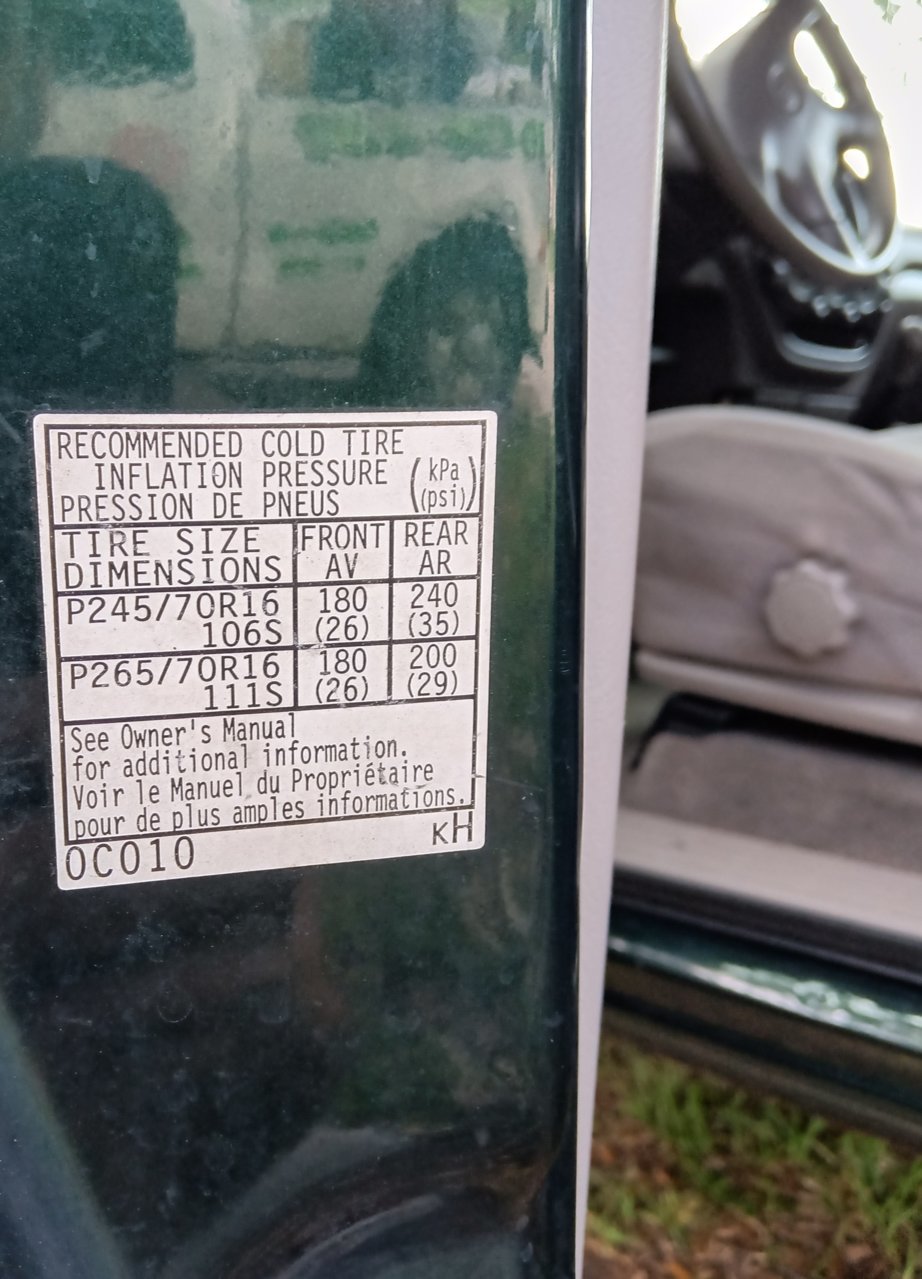 RECOMMENDED COLD TIRE
INFLATION PRESSURE (kPa
PRESSION DE PNEUS (psi))
TIRE SIZE FRONT REAR
DIMENSIONS AV AR
P245/70R16 180 240
106S (26) (35)
P265/70R16 180 200
111S (26) (29)
See Owner's Manual
for additional information.
Voir le Manuel du Propriétaire
pour de plus amples informations.
KH
0C010